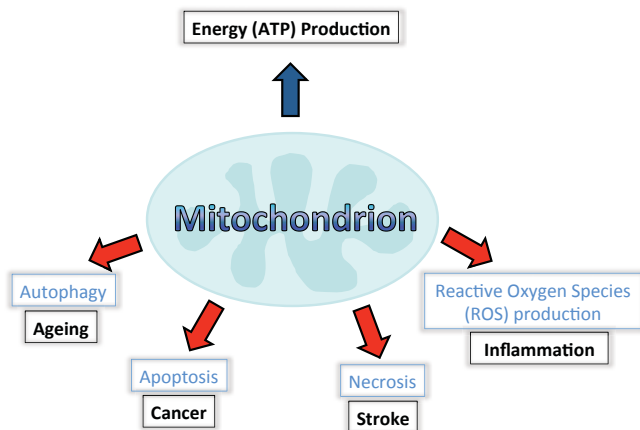 Energy (ATP) Production
Mitochondrion
Autophagy
Ageing
Apoptosis
Cancer
Necrosis
Stroke
Reactive Oxygen Species
(ROS) production
Inflammation